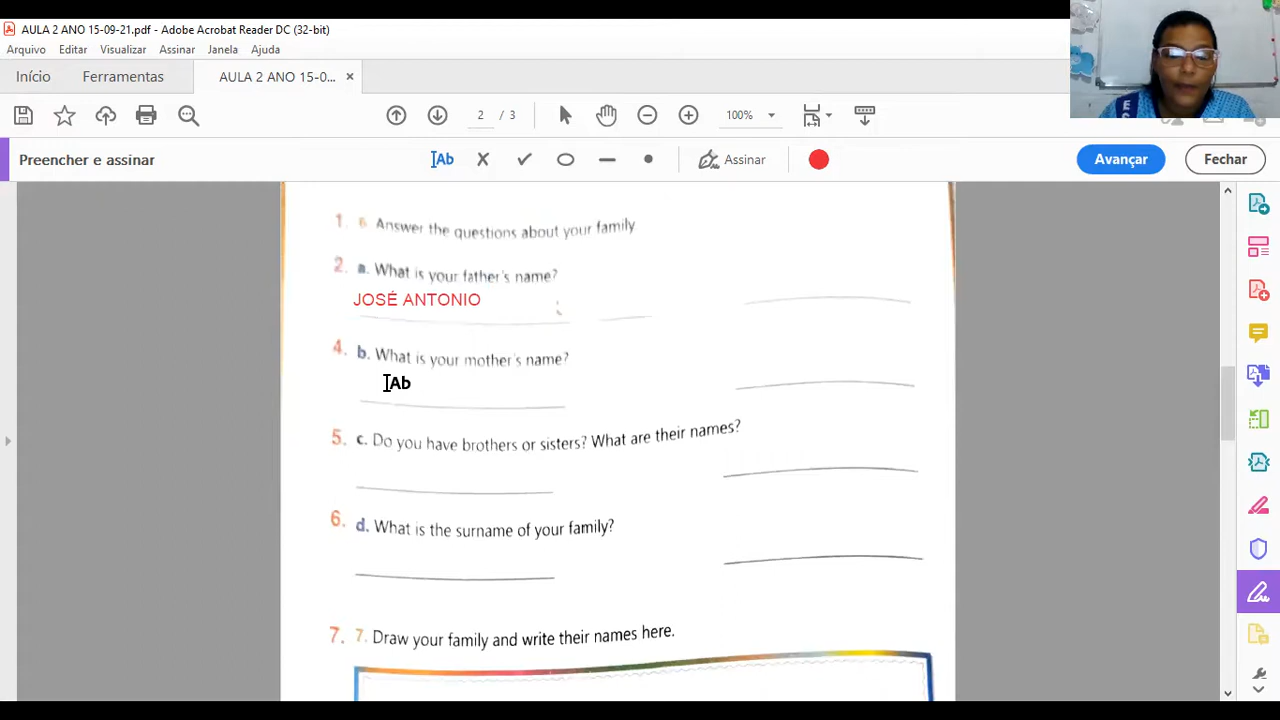 AULA 2 ANO 15-09-21.pdf - Adobe Acrobat Reader DC (32-bit)
Arquivo Editar Visualizar Assinar Janela Ajuda
Início Ferramentas AULA 2 ANO 15-0... ×
2 / 3 100%
Preencher e assinar Ab Assinar Avançar Fechar
1. 6. Answer the questions about your family
2. a. What is your father's name?
JOSÉ ANTONIO
4. b. What is your mother's name?
Ab
5. c. Do you have brothers or sisters? What are their names?
6. d. What is the surname of your family?
7. 7. Draw your family and write their names here.